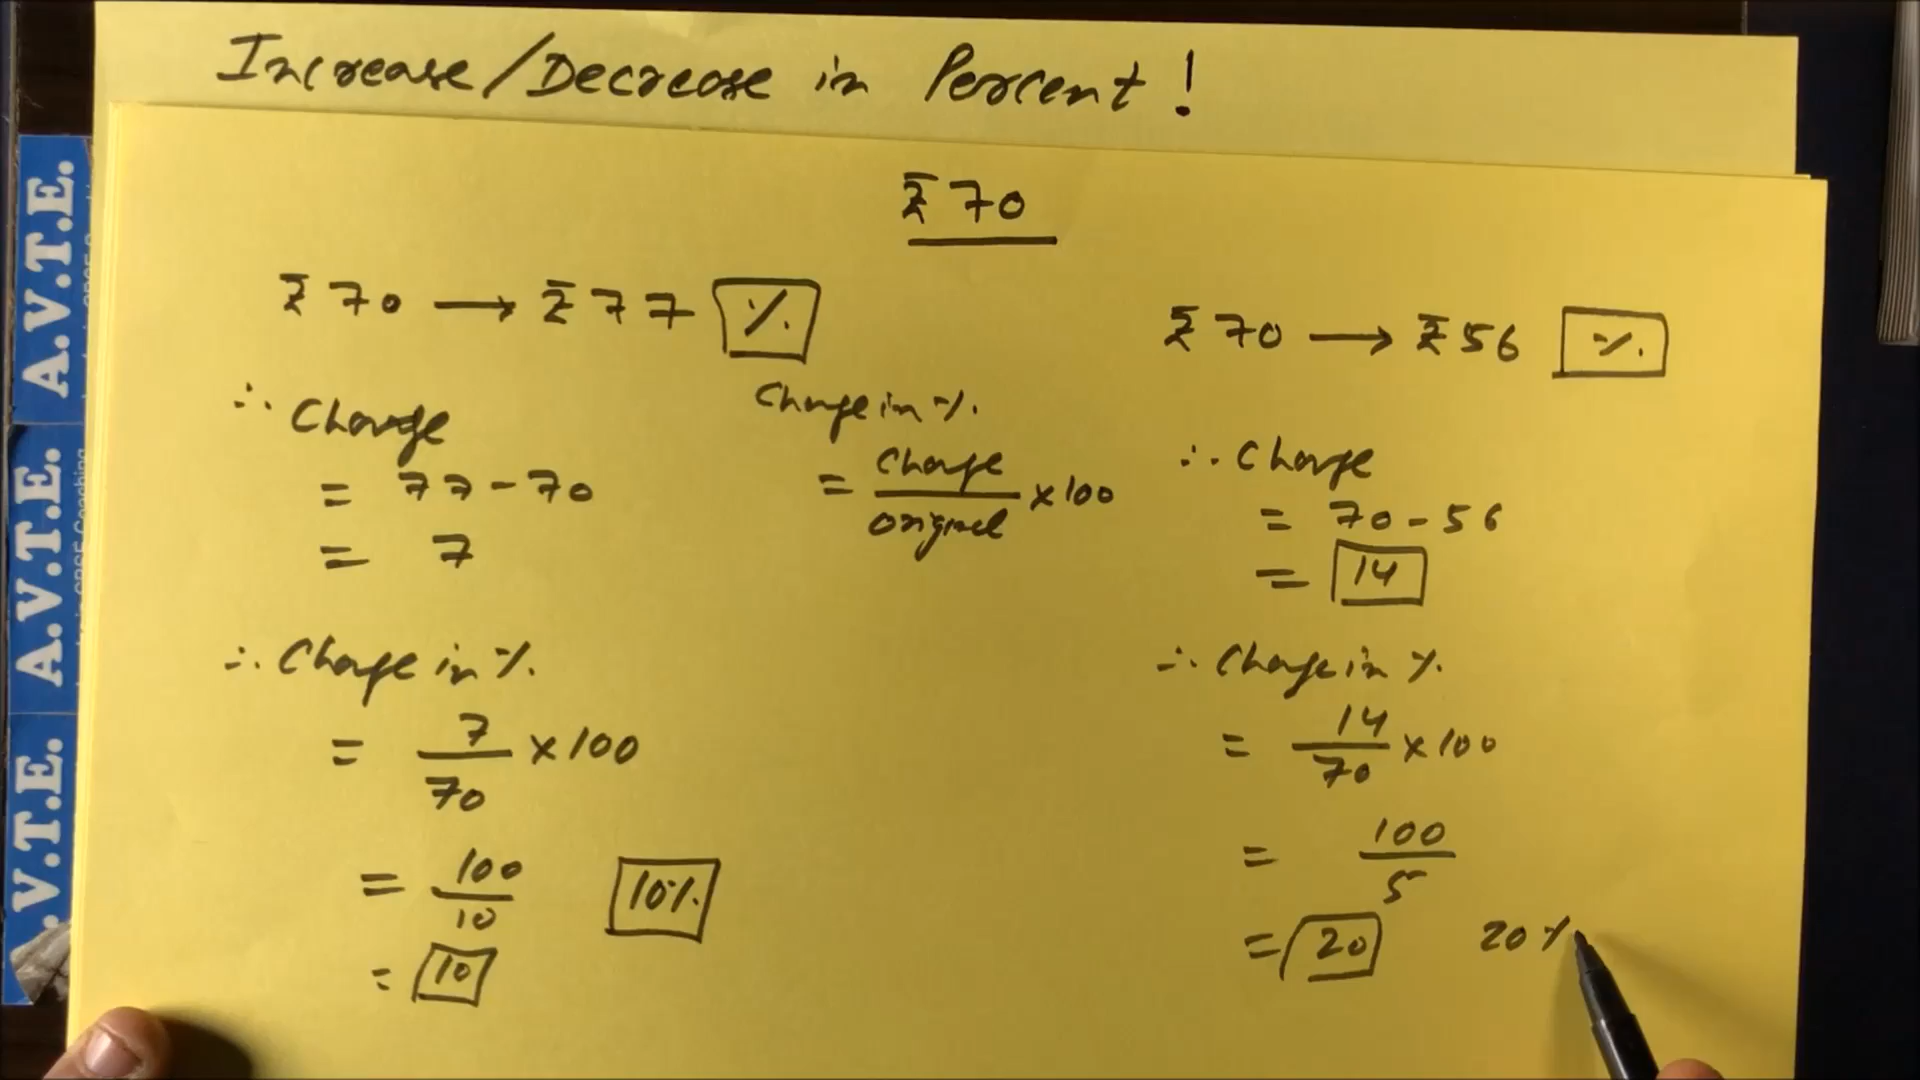 Increase/Decrease in Percent!
₹ 70
₹ 70 → ₹ 77 %
∴ Change
= 77 - 70
= 7
Change in %
= Change/original × 100
∴ Change in %
= 7/70 × 100
= 100/10
10%
= 10
₹ 70 → ₹ 56 %
∴ Change
= 70 - 56
= 14
∴ Change in %
= 14/70 × 100
= 100/5
= 20
20%
A.V.T.E.
A.V.T.E.
.V.T.E.